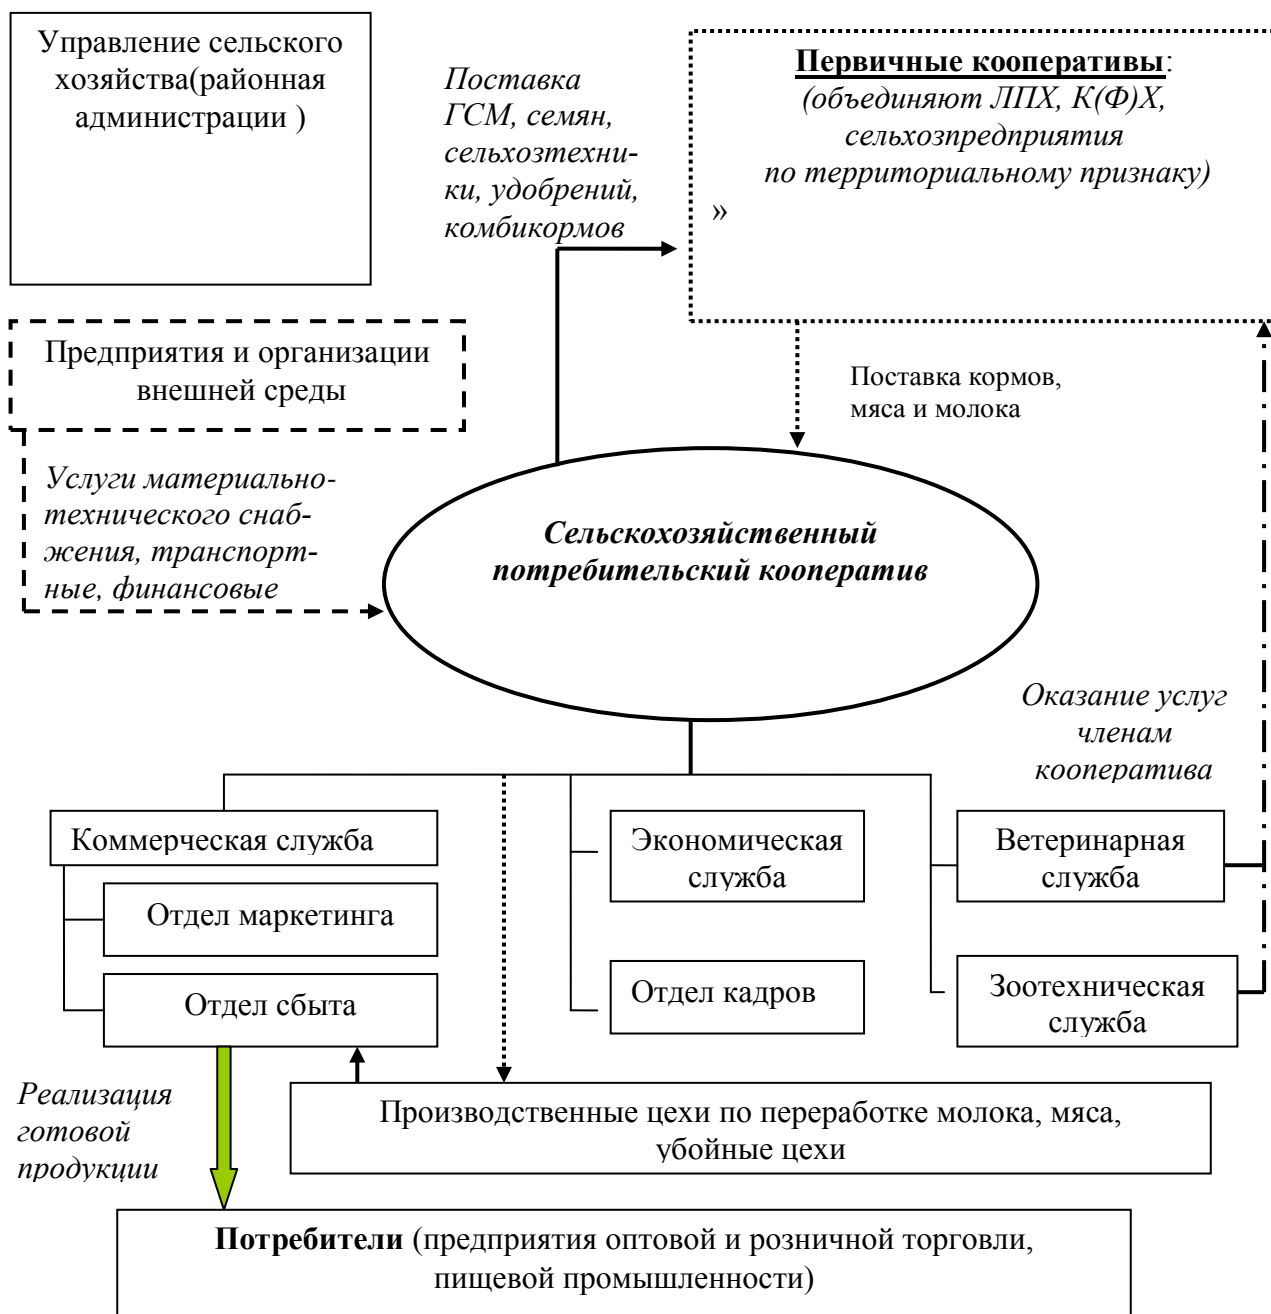 Управление сельского
хозяйства(районная
администрации )
Поставка
ГСМ, семян,
сельхозтехни-
ки, удобрений,
комбикормов
Первичные кооперативы:
(объединяют ЛПХ, К(Ф)Х,
сельхозпредприятия
по территориальному признаку)
»
Предприятия и организации
внешней среды
Поставка кормов,
мяса и молока
Услуги материально-
технического снаб-
жения, транспорт-
ные, финансовые
Сельскохозяйственный
потребительский кооператив
Оказание услуг
членам
кооператива
Коммерческая служба
Отдел маркетинга
Отдел сбыта
Экономическая
служба
Отдел кадров
Ветеринарная
служба
Зоотехническая
служба
Реализация
готовой
продукции
Производственные цехи по переработке молока, мяса,
убойные цехи
Потребители (предприятия оптовой и розничной торговли,
пищевой промышленности)